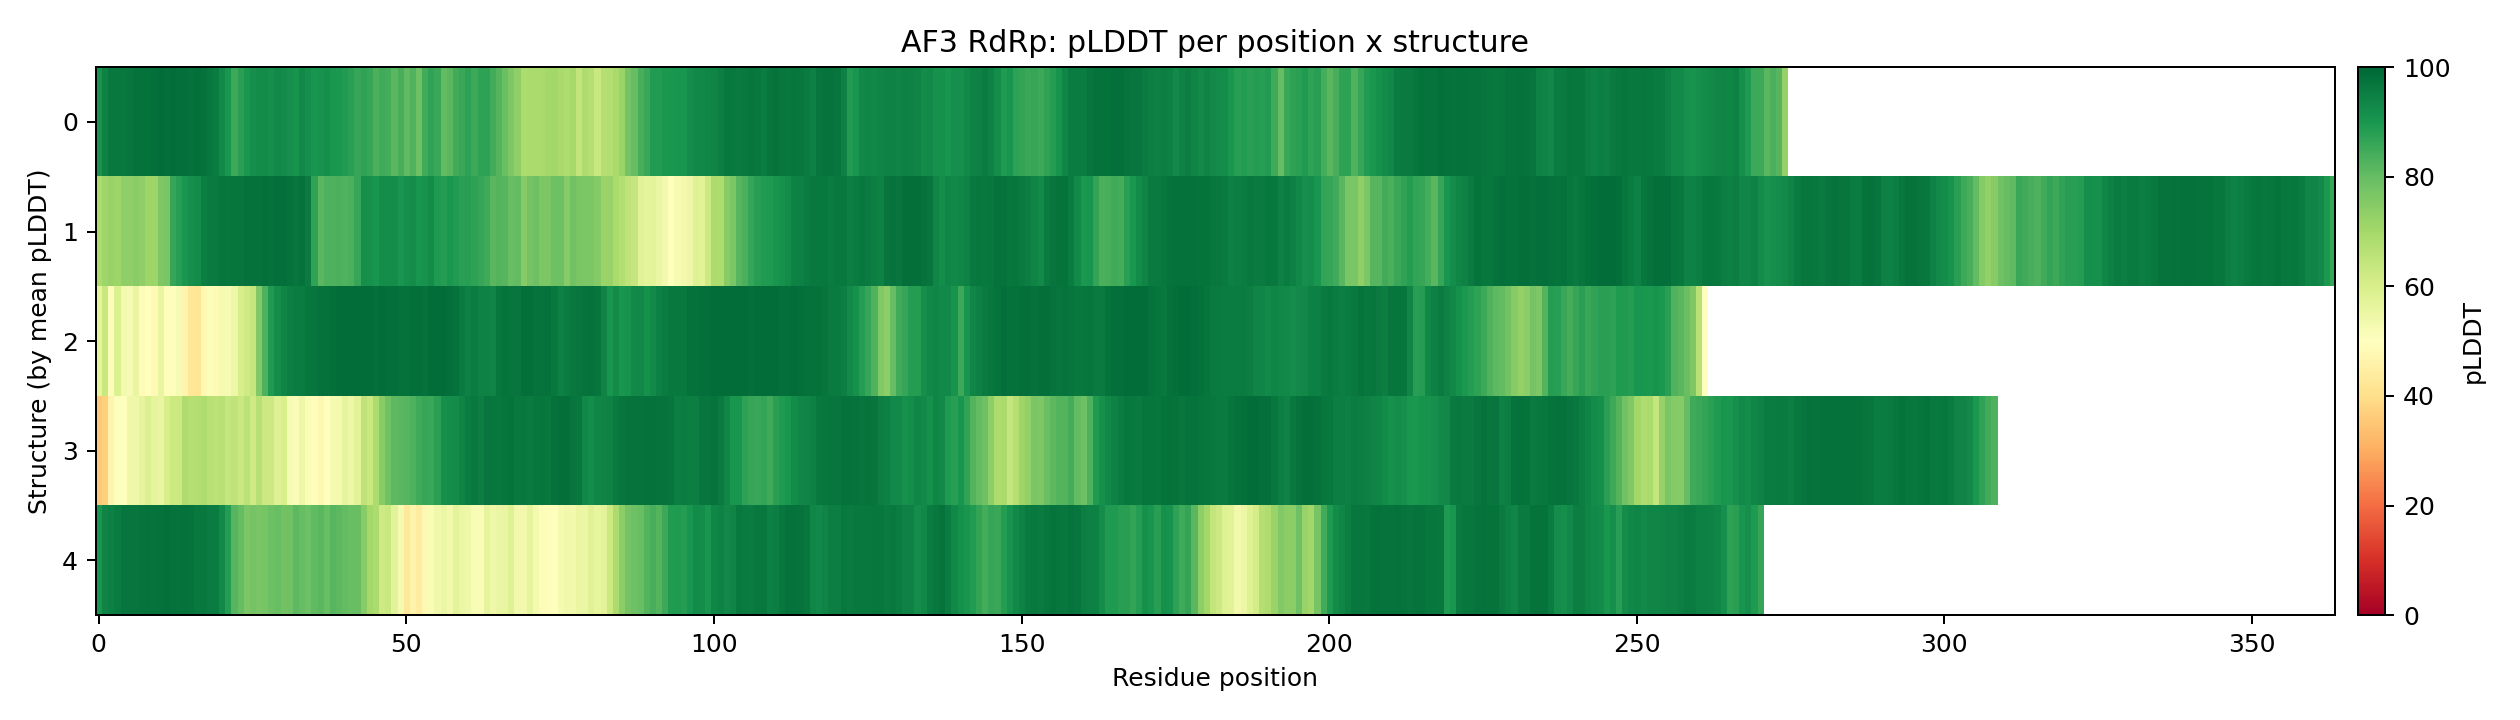 AF3 RdRp: pLDDT per position x structure
Structure (by mean pLDDT)
0
1
2
3
4
0 50 100 150 200 250 300 350
Residue position
100
80
60
40
20
0
pLDDT